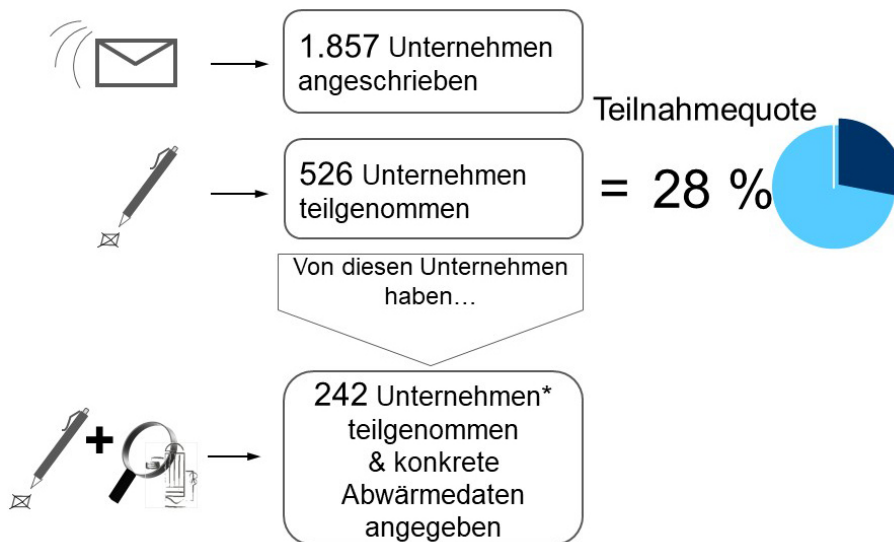 1.857 Unternehmen
angeschrieben
Teilnahmequote
526 Unternehmen
teilgenommen
= 28 %
Von diesen Unternehmen
haben…
242 Unternehmen*
teilgenommen
& konkrete
Abwärmedaten
angegeben